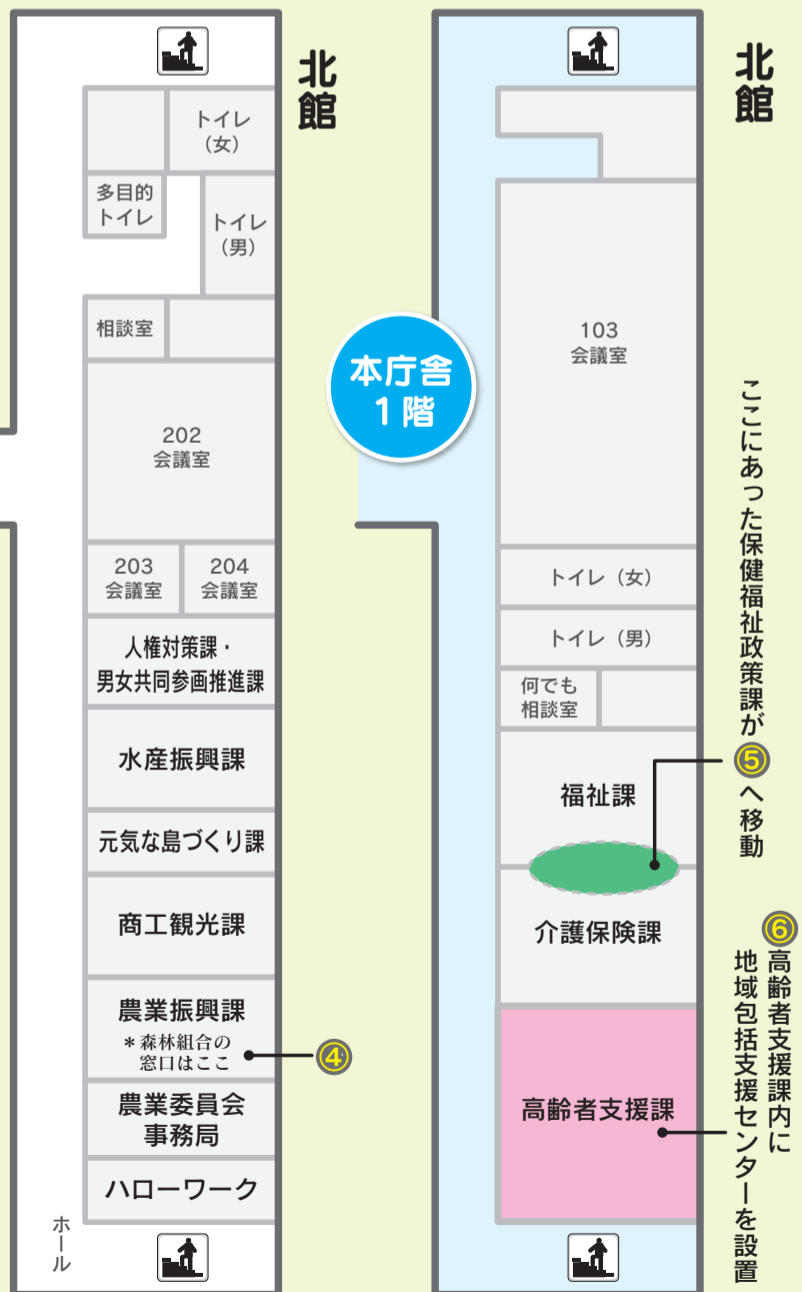 北館
トイレ
（女）
多目的
トイレ
トイレ
（男）
相談室
202
会議室
203
会議室
204
会議室
人権対策課・
男女共同参画推進課
水産振興課
元気な島づくり課
商工観光課
農業振興課
＊森林組合の
窓口はここ
④
農業委員会
事務局
ハローワーク
ホール
本庁舎
1階
北館
103
会議室
トイレ（女）
トイレ（男）
何でも
相談室
福祉課
介護保険課
高齢者支援課
ここにあった保健福祉政策課が⑤へ移動
⑥高齢者支援課内に
地域包括支援センターを設置